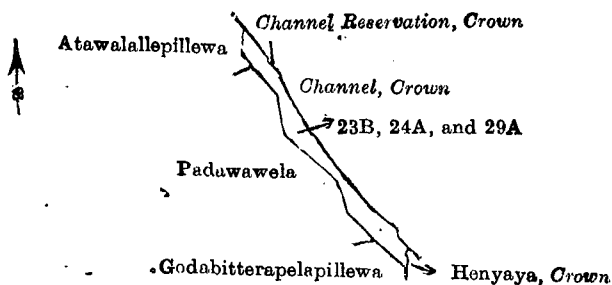 Channel Reservation, Crown
Atawalallepillewa
Channel, Crown
23B, 24A, and 29A
Paduwawela
Godabitterapelapillewa
Henyaya, Crown